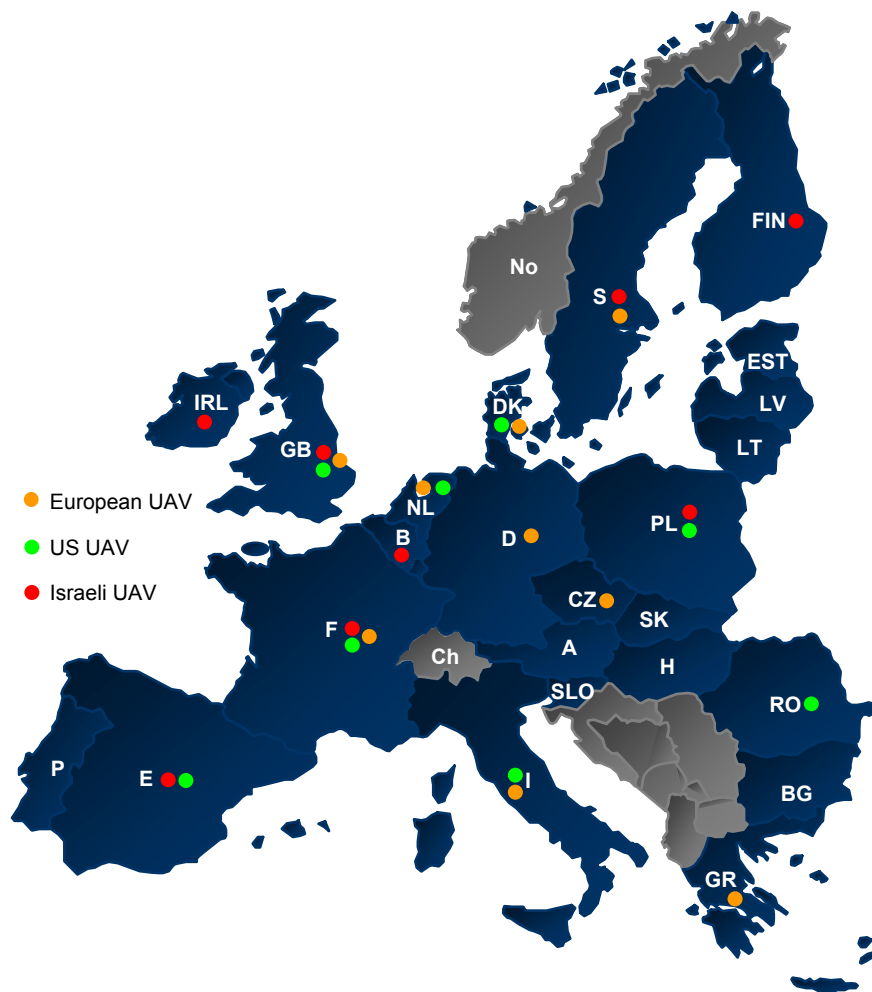 FIN
No
S
EST
DK
IRL
LV
GB
LT
European UAV
NL
PL
B
D
US UAV
Israeli UAV
CZ
SK
F
A
Ch
H
SLO
RO
P
E
I
BG
GR